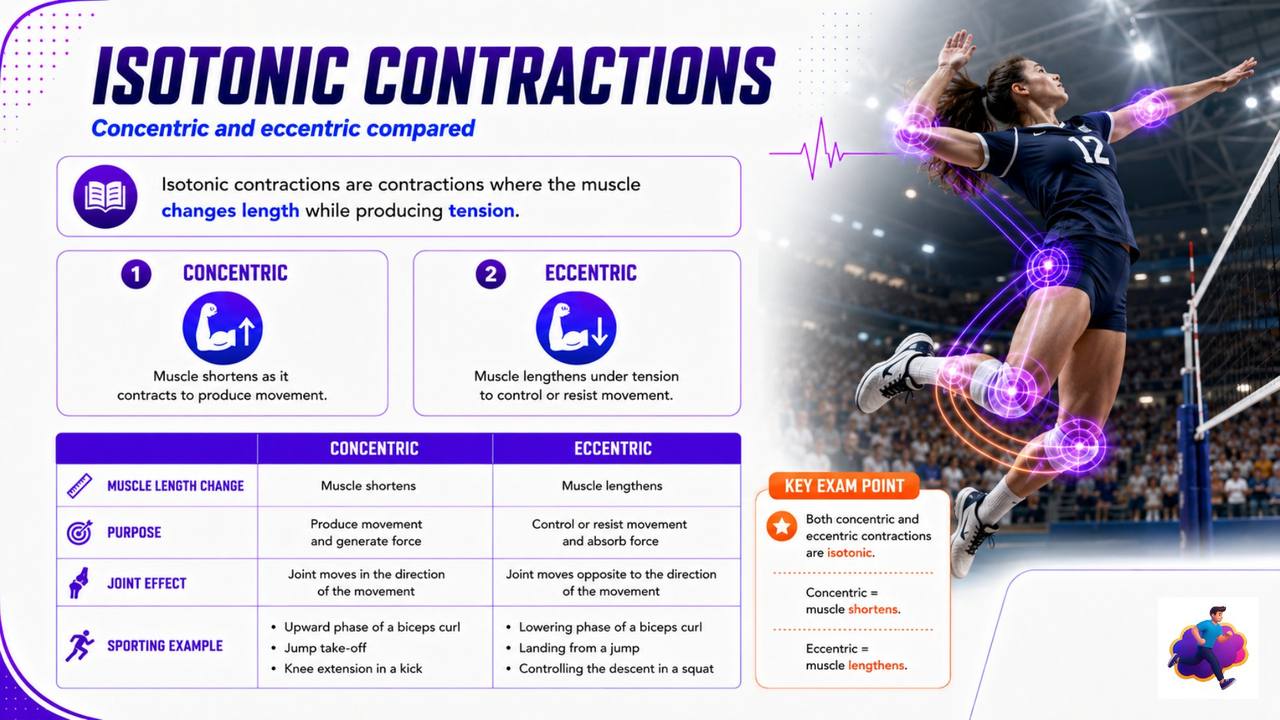 ISOTONIC CONTRACTIONS
Concentric and eccentric compared
Isotonic contractions are contractions where the muscle
changes length while producing tension.
1 CONCENTRIC
Muscle shortens as it
contracts to produce movement.
2 ECCENTRIC
Muscle lengthens under tension
to control or resist movement.
CONCENTRIC ECCENTRIC
MUSCLE LENGTH CHANGE Muscle shortens Muscle lengthens
PURPOSE
Produce movement
and generate force
Control or resist movement
and absorb force
JOINT EFFECT
Joint moves in the direction
of the movement
Joint moves opposite to the direction
of the movement
SPORTING EXAMPLE
• Upward phase of a biceps curl
• Jump take-off
• Knee extension in a kick
• Lowering phase of a biceps curl
• Landing from a jump
• Controlling the descent in a squat
12
KEY EXAM POINT
Both concentric and
eccentric contractions
are isotonic.
Concentric =
muscle shortens.
Eccentric =
muscle lengthens.